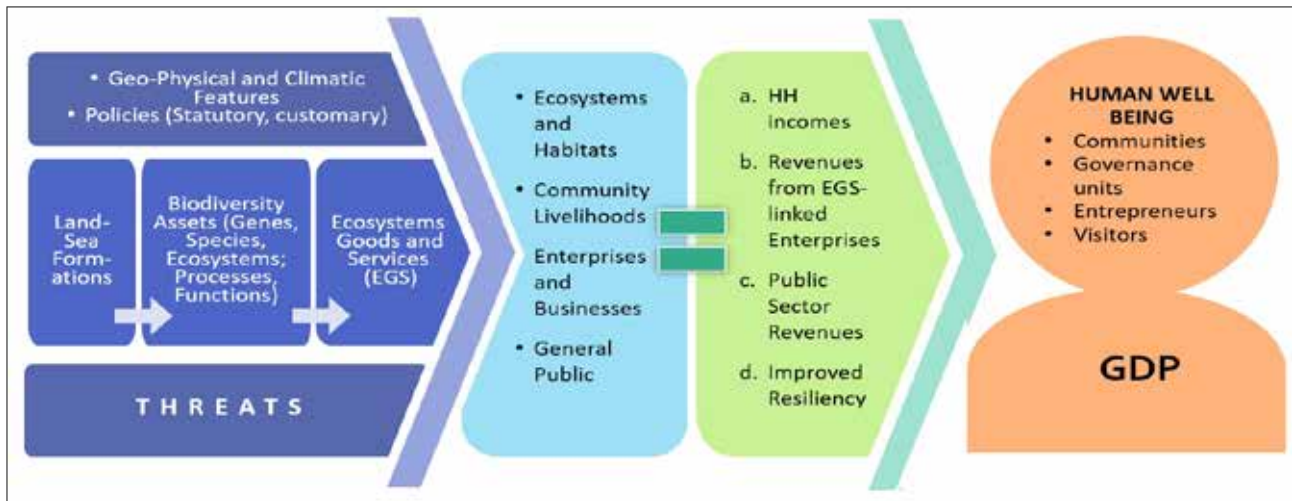 • Geo-Physical and Climatic
Features
• Policies (Statutory, customary)
Land-
Sea
Form-
ations
Biodiversity
Assets (Genes,
Species,
Ecosystems;
Processes,
Functions)
Ecosystems
Goods and
Services
(EGS)
THREATS
• Ecosystems
and
Habitats
• Community
Livelihoods
• Enterprises
and
Businesses
• General
Public
a. HH
incomes
b. Revenues
from EGS-
linked
Enterprises
c. Public
Sector
Revenues
d. Improved
Resiliency
HUMAN WELL
BEING
• Communities
• Governance
units
• Entrepreneurs
• Visitors
GDP